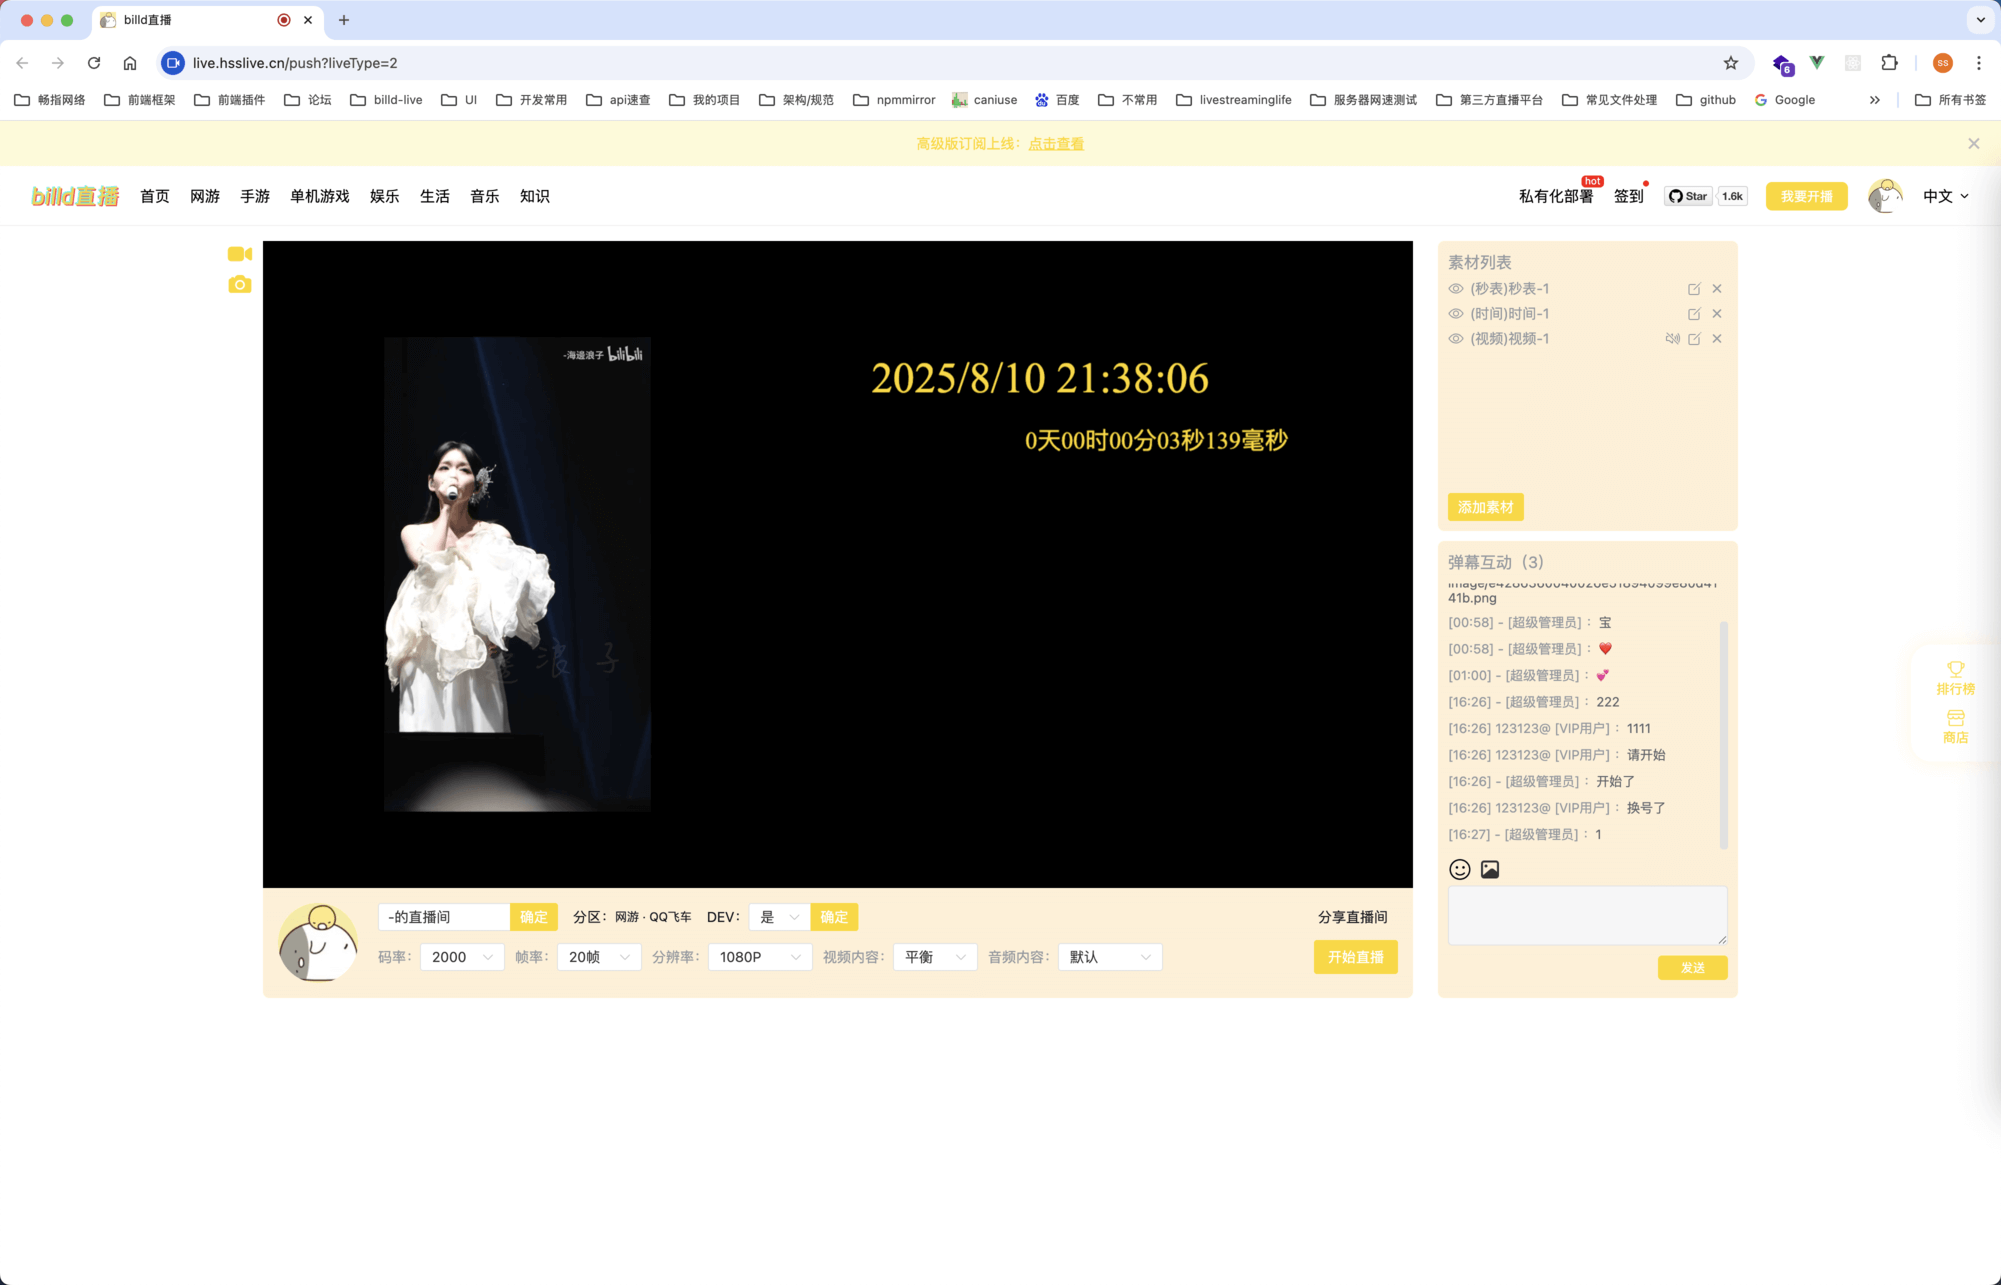 billd直播
live.hsslive.cn/push?liveType=2
6
ss
畅指网络 前端框架 前端插件 论坛 billd-live UI 开发常用 api速查 我的项目 架构/规范 npmmirror caniuse 百度 不常用 livestreaminglife 服务器网速测试 第三方直播平台 常见文件处理 github Google » 所有书签
高级版订阅上线：点击查看
billd直播 首页 网游 手游 单机游戏 娱乐 生活 音乐 知识 私有化部署 hot 签到 Star 1.6k 我要开播 中文
-海邊浪子 bilibili
2025/8/10 21:38:06
0天00时00分03秒139毫秒
浪子
素材列表
(秒表)秒表-1
(时间)时间-1
(视频)视频-1
添加素材
弹幕互动（3）
41b.png
[00:58] - [超级管理员]： 宝
[00:58] - [超级管理员]： ❤️
[01:00] - [超级管理员]： 💕
[16:26] - [超级管理员]： 222
[16:26] 123123@ [VIP用户]： 1111
[16:26] 123123@ [VIP用户]： 请开始
[16:26] - [超级管理员]： 开始了
[16:26] 123123@ [VIP用户]： 换号了
[16:27] - [超级管理员]： 1
发送
排行榜
商店
-的直播间 确定 分区： 网游 · QQ飞车 DEV： 是 确定 分享直播间
码率： 2000 帧率： 20帧 分辨率： 1080P 视频内容： 平衡 音频内容： 默认 开始直播